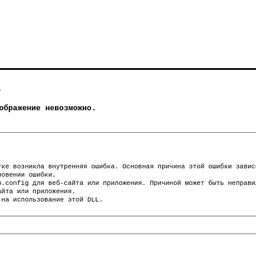 ображение невозможно.
тке возникла внутренняя ошибка. Основная причина этой ошибки завис
новении ошибки.
b.config для веб-сайта или приложения. Причиной может быть неправи
айта или приложения.
на использование этой DLL.